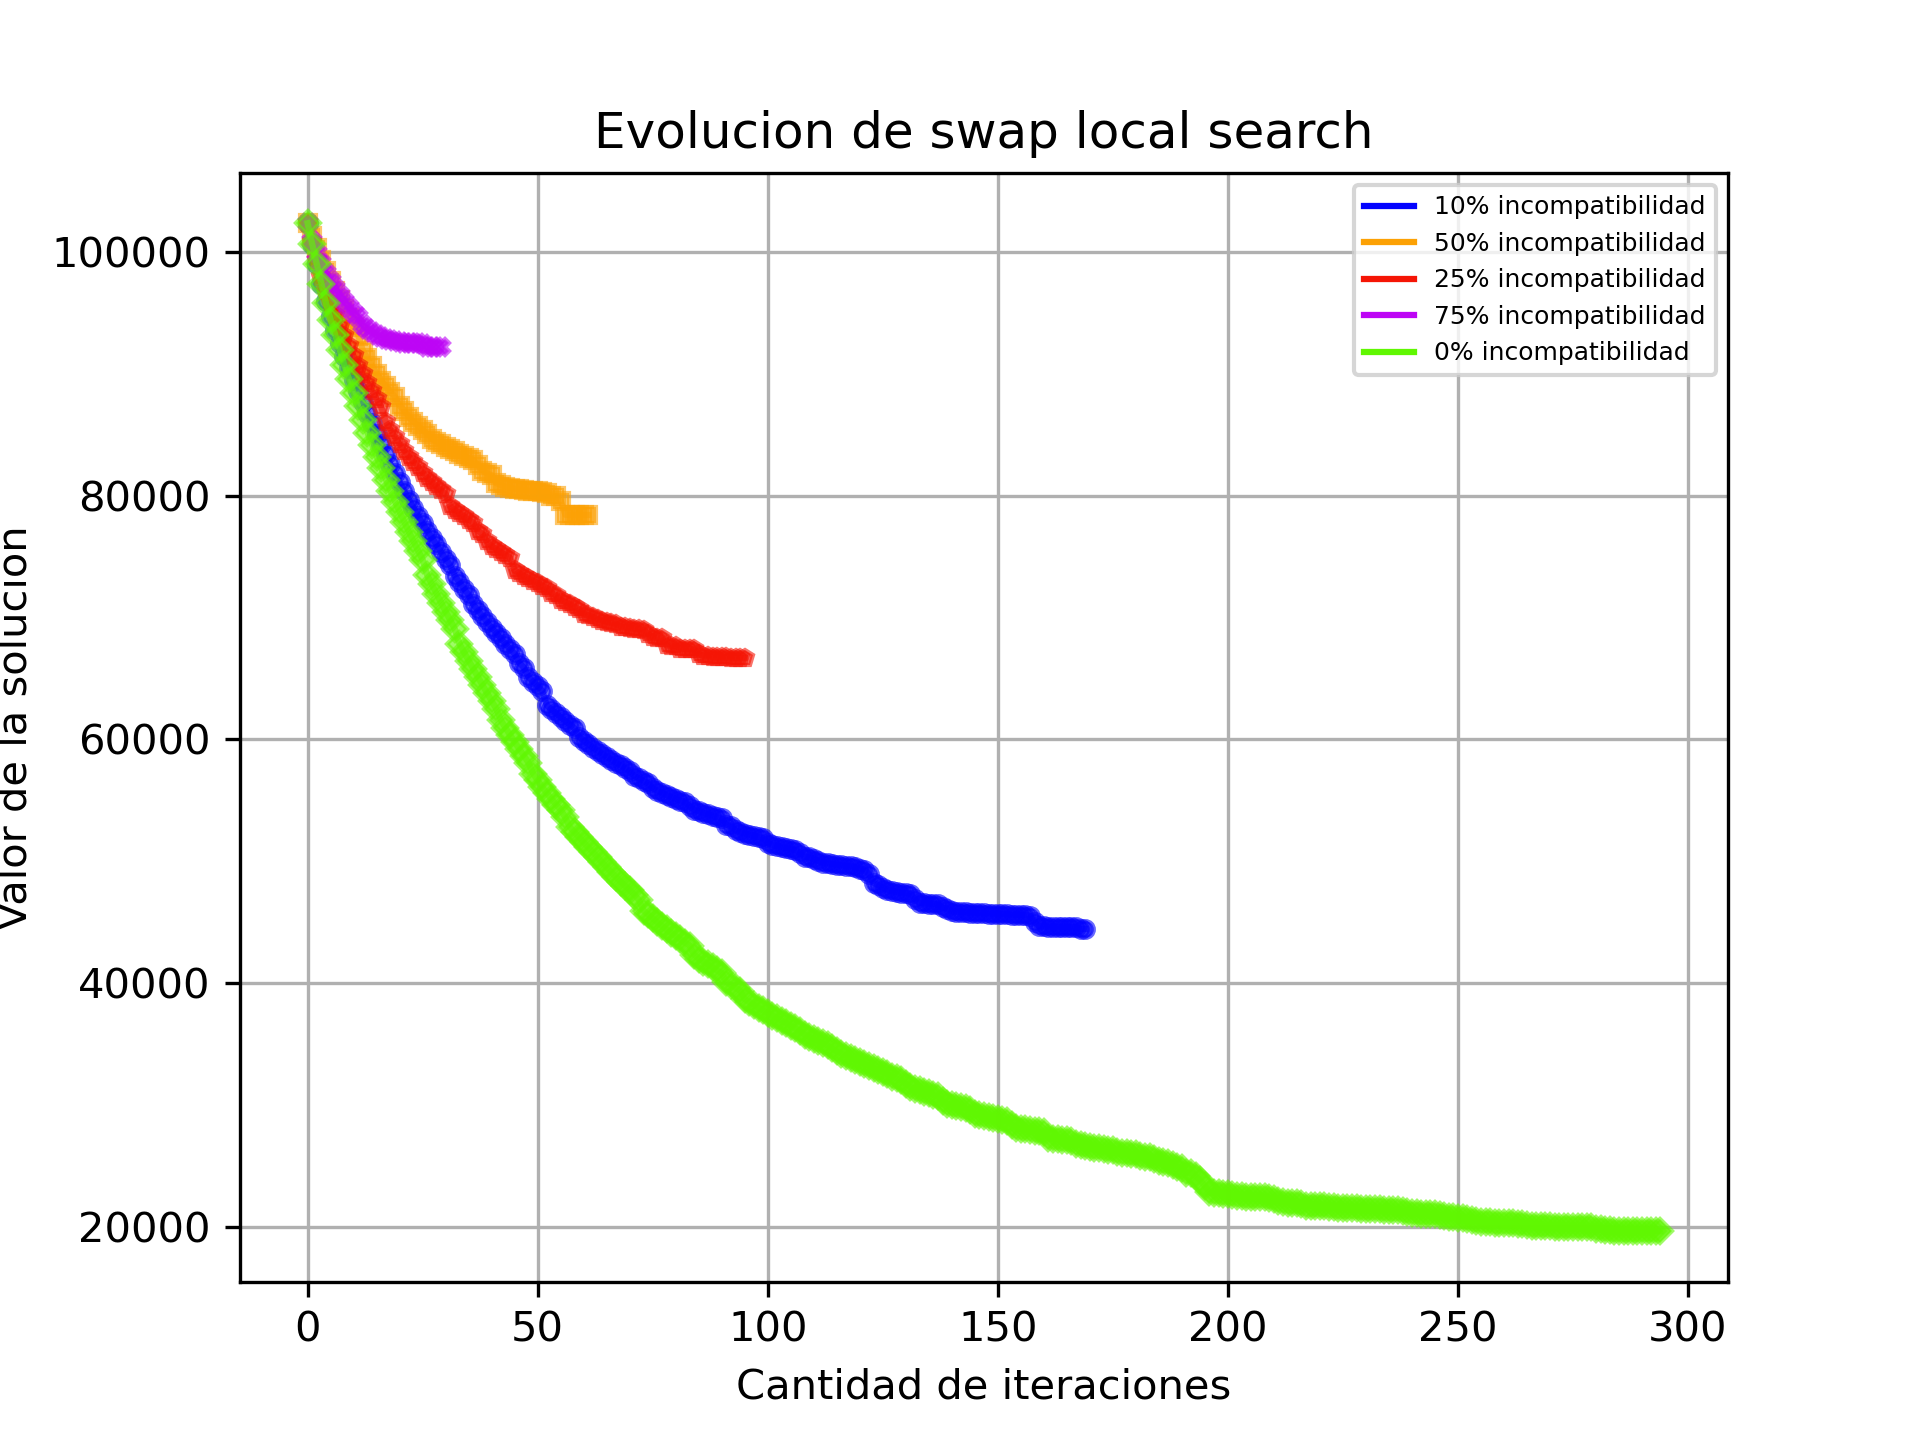 Evolucion de swap local search
10% incompatibilidad
50% incompatibilidad
25% incompatibilidad
75% incompatibilidad
0% incompatibilidad
Valor de la solucion
100000
80000
60000
40000
20000
0 50 100 150 200 250 300
Cantidad de iteraciones